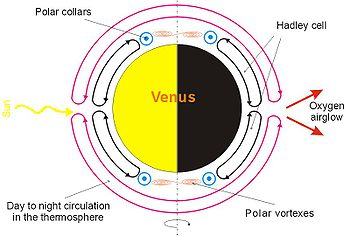 Polar collars
Hadley cell
Venus
Sun
Oxygen
airglow
Day to night circulation
in the thermosphere
Polar vortexes